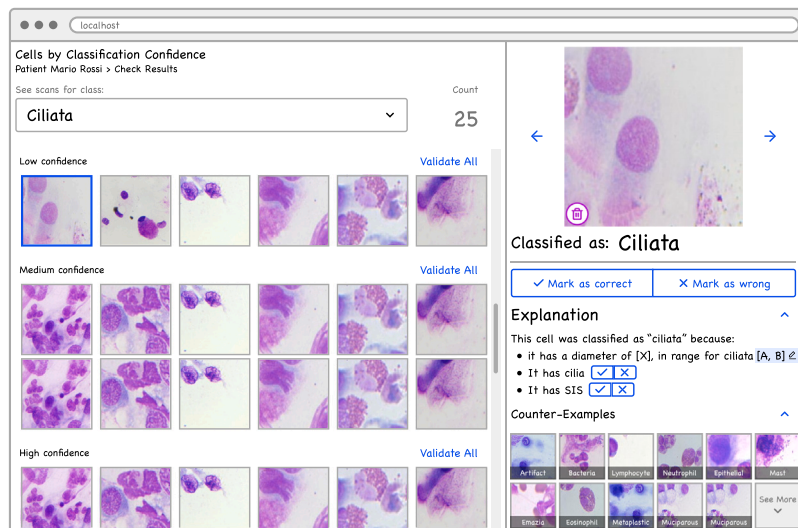 localhost
Cells by Classification Confidence
Patient Mario Rossi > Check Results
See scans for class:
Count
Ciliata
25
Low confidence
Validate All
Medium confidence
Validate All
High confidence
Validate All
Classified as: Ciliata
Mark as correct
Mark as wrong
Explanation
This cell was classified as “ciliata” because:
• it has a diameter of [X], in range for ciliata [A, B]
• It has cilia
• It has SIS
Counter-Examples
Artifact
Bacteria
Lymphocyte
Neutrophil
Epithelial
Mast
Emazia
Eosinophil
Metaplastic
Muciparous
Muciparous
See More